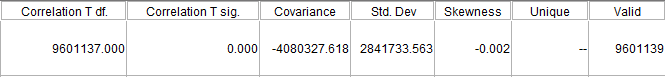 Correlation T df. Correlation T sig. Covariance Std. Dev Skewness Unique Valid
9601137.000 0.000 -4080327.618 2841733.563 -0.002 -- 9601139